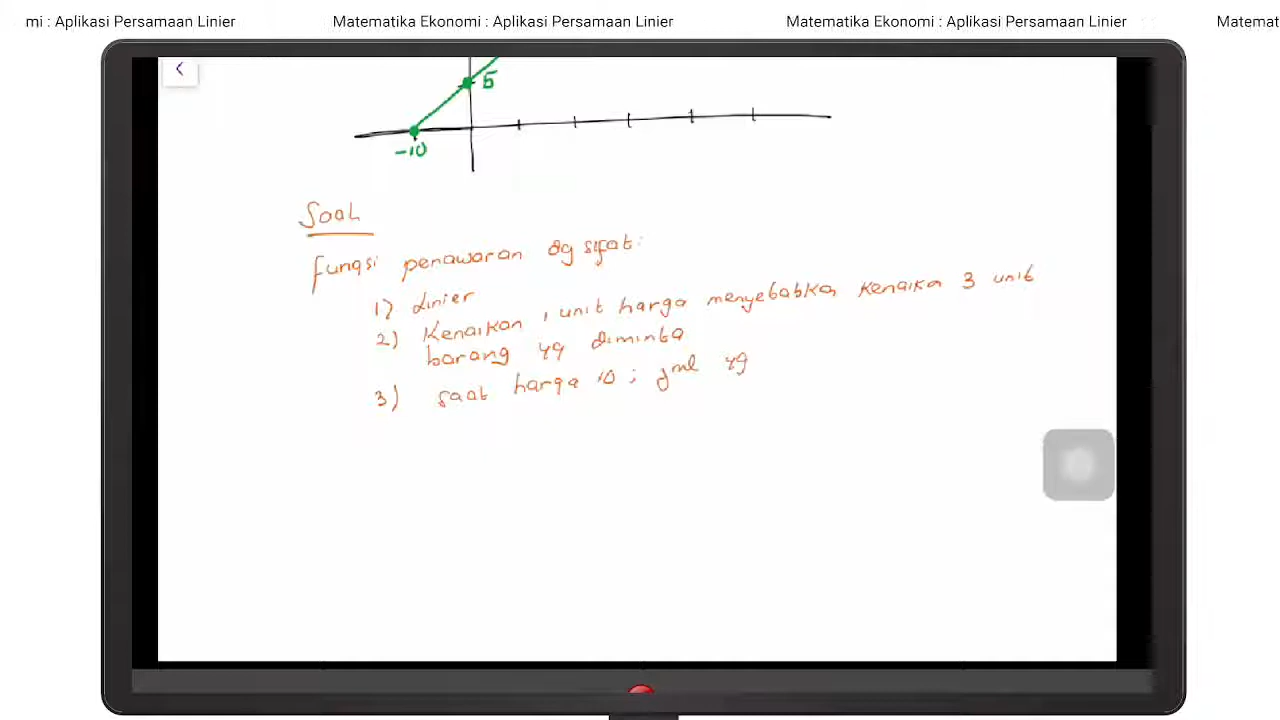 mi : Aplikasi Persamaan Linier Matematika Ekonomi : Aplikasi Persamaan Linier Matematika Ekonomi : Aplikasi Persamaan Linier Matemat
5
-10
Soal
fungsi penawaran dg sifat :
1) Linier
2) Kenaikan 1 unit harga menyebabka kenaika 3 unit
barang yg diminta
3) saat harga 10 ; jml yg